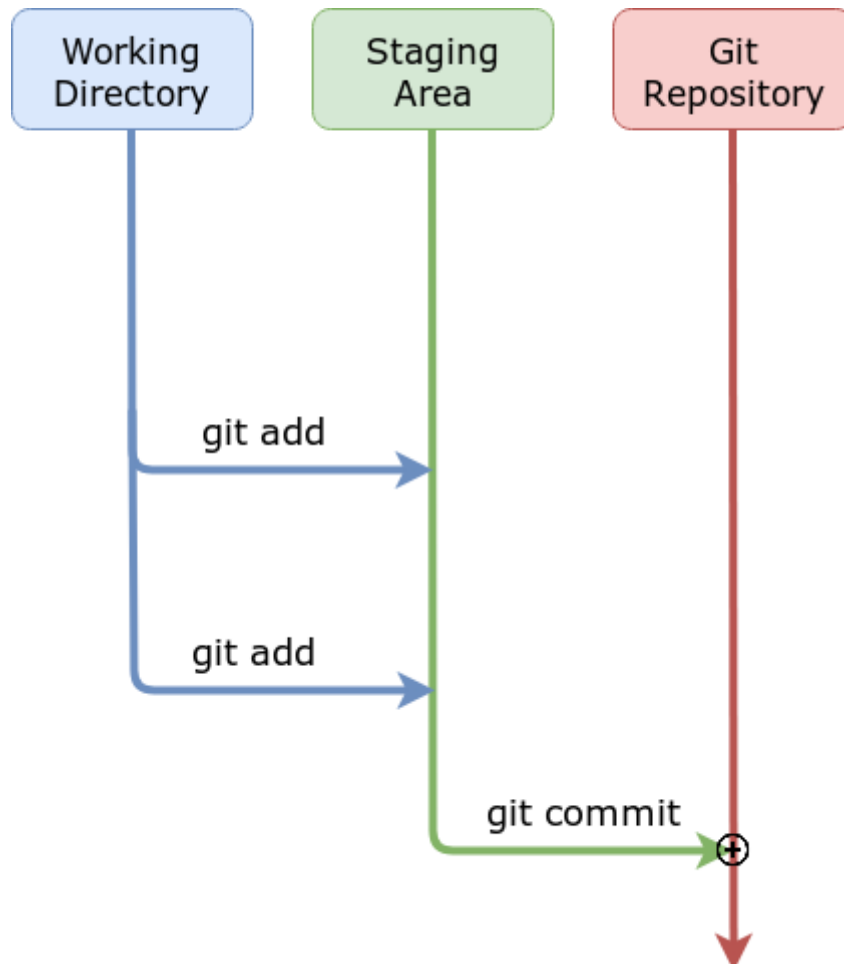 Working
Directory
Staging
Area
Git
Repository
git add
git add
git commit